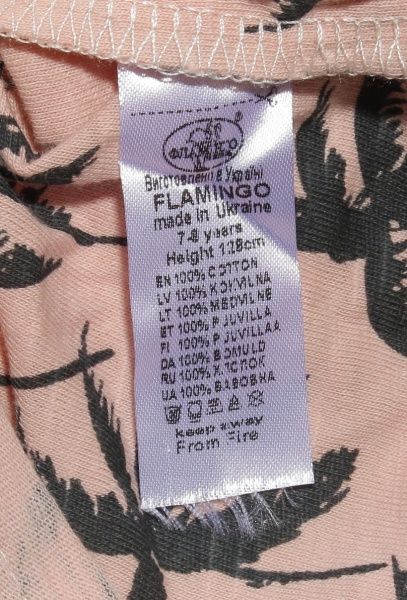 ®
Виготовлено в Україні
FLAMINGO
made in Ukraine
7-8 years
Height 128cm
EN 100% COTTON
LV 100% KOKVILNA
LT 100% MEDVILNE
ET 100% PUUVILLA
FI 100% PUUVILLAA
DA 100% BOMULD
RU 100% ХЛОПОК
UA 100% БАВОВНА
keep away
From Fire